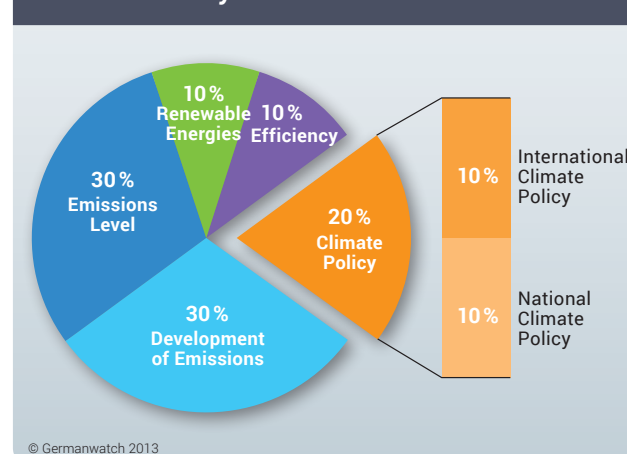 10 %
Renewable
Energies
10 %
Efficiency
30 %
Emissions
Level
20 %
Climate
Policy
30 %
Development
of Emissions
10 %
International
Climate
Policy
10 %
National
Climate
Policy
© Germanwatch 2013